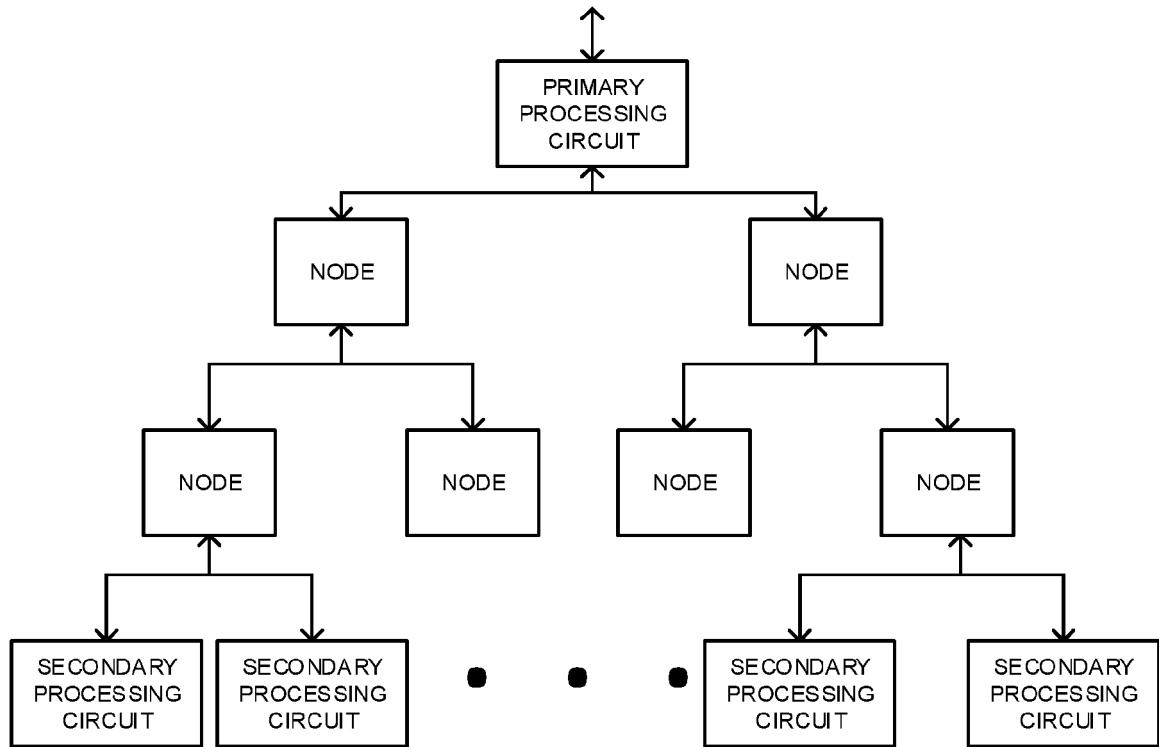 PRIMARY
PROCESSING
CIRCUIT
NODE
NODE
NODE
NODE
NODE
NODE
SECONDARY
PROCESSING
CIRCUIT
SECONDARY
PROCESSING
CIRCUIT
SECONDARY
PROCESSING
CIRCUIT
SECONDARY
PROCESSING
CIRCUIT